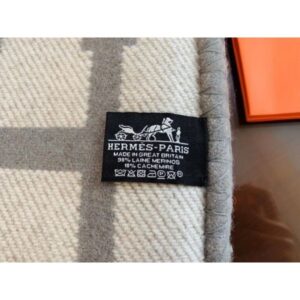 HERMES-PARIS
MADE IN GREAT BRITAIN
90% LAINE MERINOS
10% CACHEMIRE